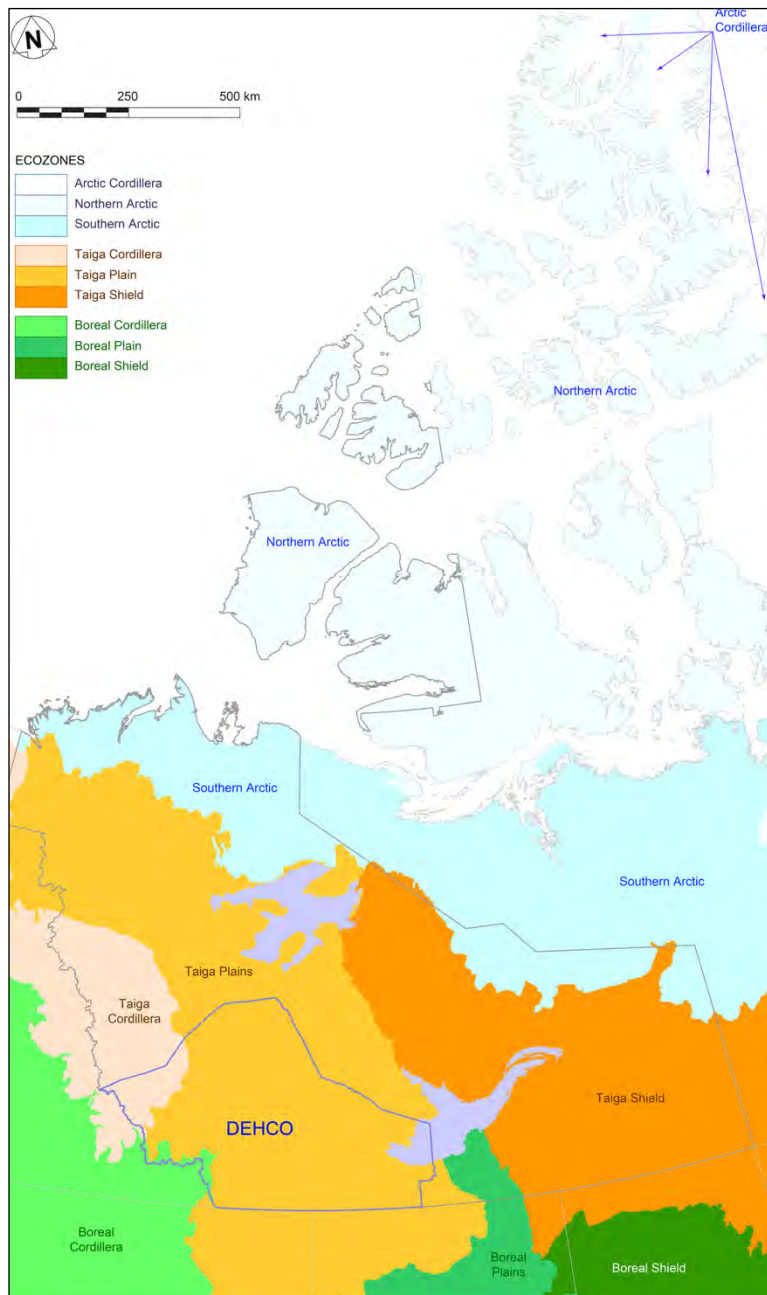 Arctic
Cordillera
N
0 250 500 km
ECOZONES
Arctic Cordillera
Northern Arctic
Southern Arctic
Taiga Cordillera
Taiga Plain
Taiga Shield
Boreal Cordillera
Boreal Plain
Boreal Shield
Northern Arctic
Northern Arctic
Southern Arctic
Southern Arctic
Taiga Plains
Taiga
Cordillera
Taiga Shield
DEHCO
Boreal
Cordillera
Boreal
Plains
Boreal Shield